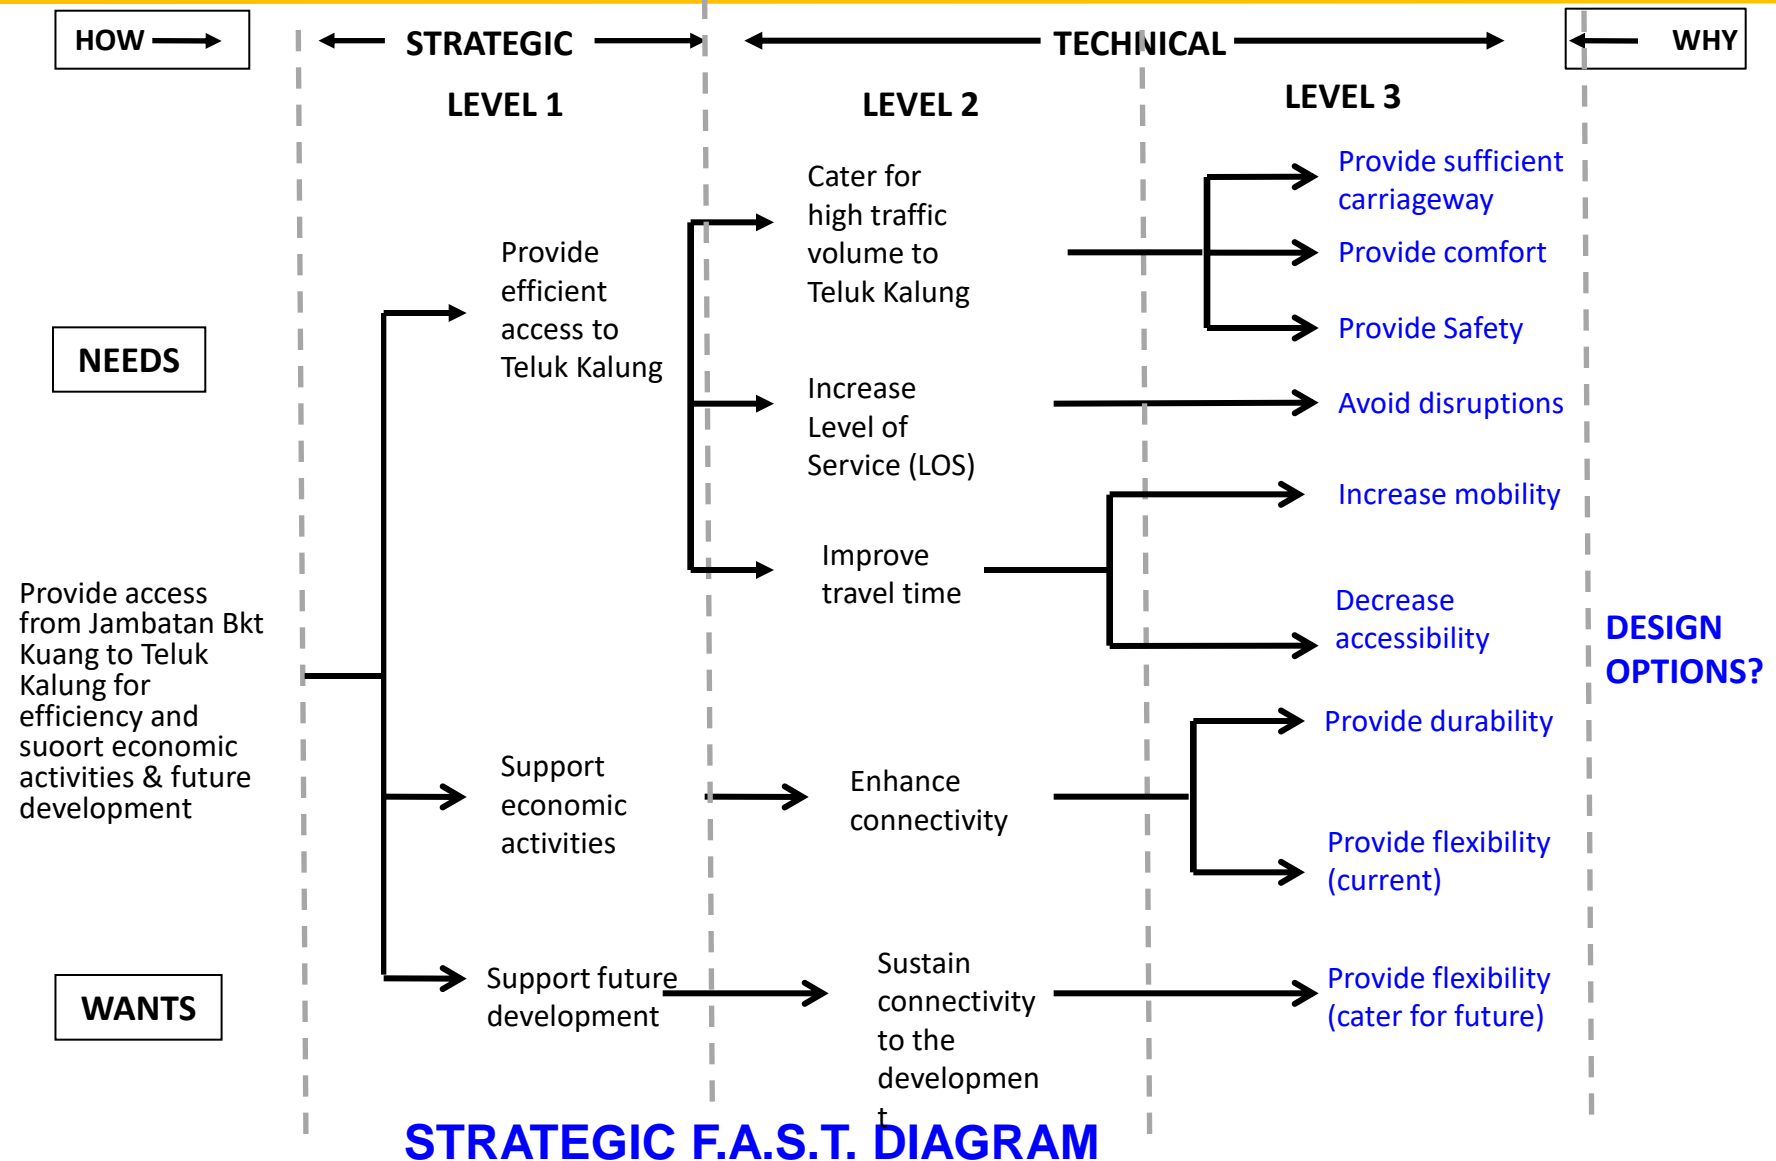 HOW
STRATEGIC
TECHNICAL
WHY
LEVEL 1
LEVEL 2
LEVEL 3
NEEDS
WANTS
Provide access
from Jambatan Bkt
Kuang to Teluk
Kalung for
efficiency and
suoort economic
activities & future
development
Provide
efficient
access to
Teluk Kalung
Support
economic
activities
Support future
development
Cater for
high traffic
volume to
Teluk Kalung
Increase
Level of
Service (LOS)
Improve
travel time
Enhance
connectivity
Sustain
connectivity
to the
developmen
t
Provide sufficient
carriageway
Provide comfort
Provide Safety
Avoid disruptions
Increase mobility
Decrease
accessibility
Provide durability
Provide flexibility
(current)
Provide flexibility
(cater for future)
DESIGN
OPTIONS?
STRATEGIC F.A.S.T. DIAGRAM